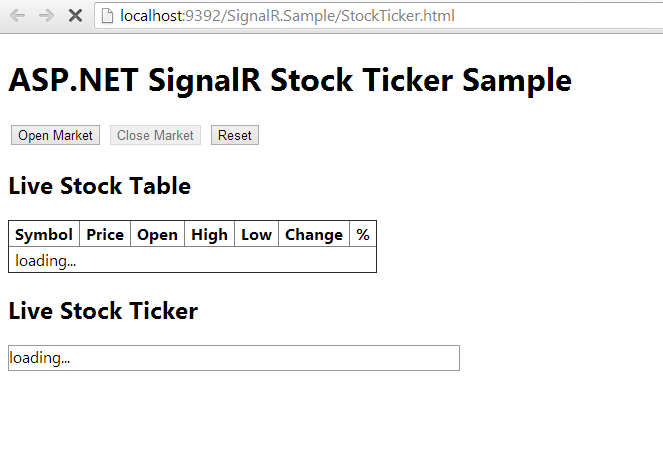 localhost:9392/SignalR.Sample/StockTicker.html
ASP.NET SignalR Stock Ticker Sample
Open Market Close Market Reset
Live Stock Table
Symbol Price Open High Low Change %
loading...
Live Stock Ticker
loading...